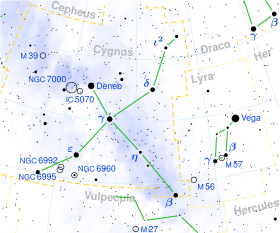 Cepheus
γ
β
Cygnus
ι²
Draco
Her
M 39
NGC 7000
Deneb
δ
Lyra
IC 5070
γ
Vega
ε
η
β
γ
M 57
NGC 6992
NGC 6960
NGC 6995
M 56
Vulpecula
β
Hercules
M 27